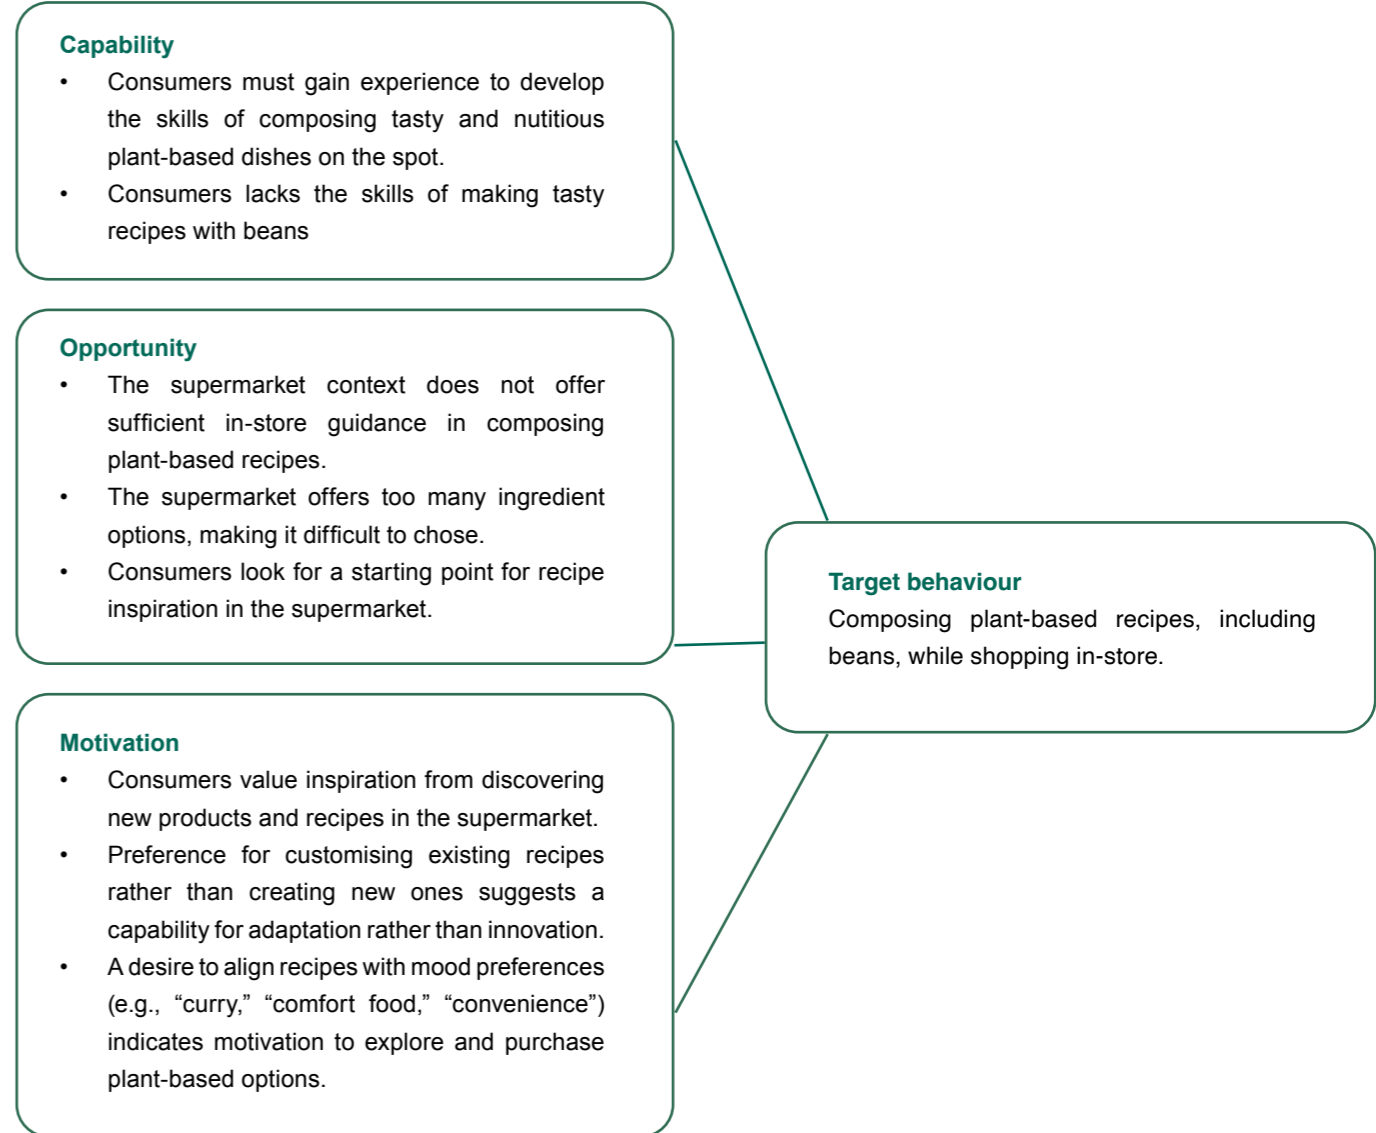 Capability
• Consumers must gain experience to develop
the skills of composing tasty and nutitious
plant-based dishes on the spot.
• Consumers lacks the skills of making tasty
recipes with beans
Opportunity
• The supermarket context does not offer
sufficient in-store guidance in composing
plant-based recipes.
• The supermarket offers too many ingredient
options, making it difficult to chose.
• Consumers look for a starting point for recipe
inspiration in the supermarket.
Target behaviour
Composing plant-based recipes, including
beans, while shopping in-store.
Motivation
• Consumers value inspiration from discovering
new products and recipes in the supermarket.
• Preference for customising existing recipes
rather than creating new ones suggests a
capability for adaptation rather than innovation.
• A desire to align recipes with mood preferences
(e.g., “curry,” “comfort food,” “convenience”)
indicates motivation to explore and purchase
plant-based options.